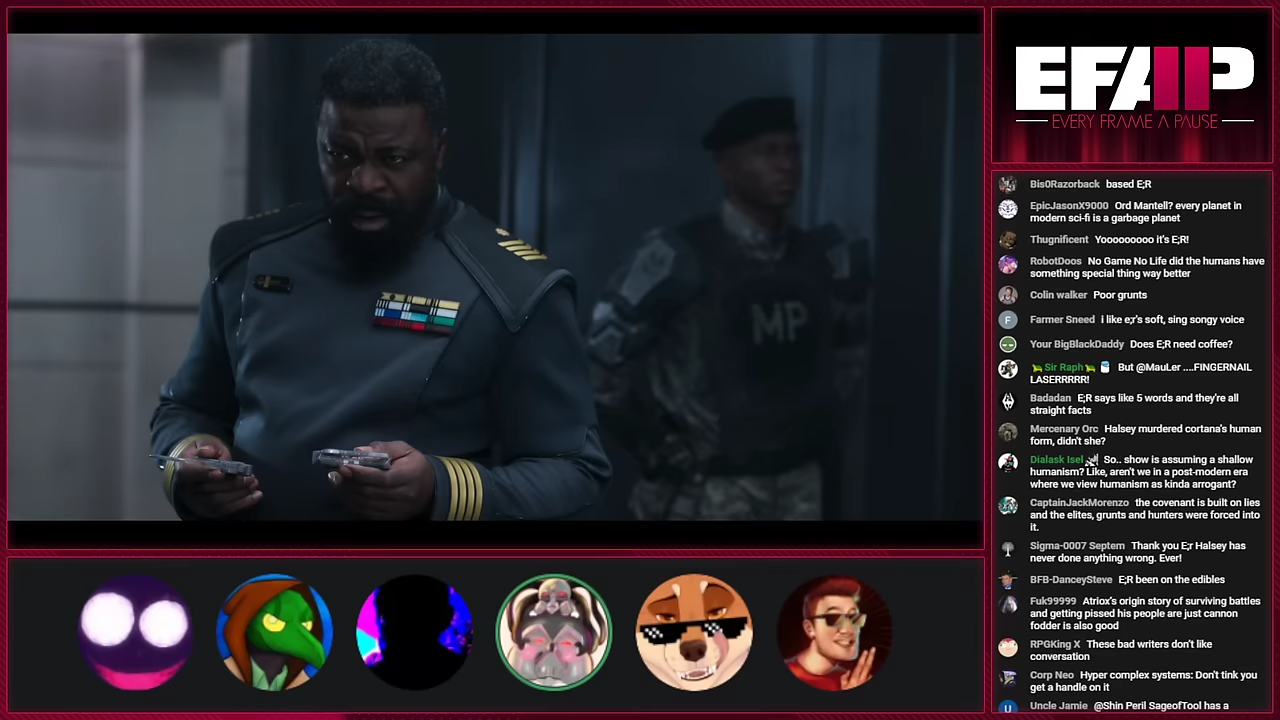 MP
EFAP
EVERY FRAME A PAUSE
Bis0Razorback based E;R
EpicJasonX9000 Ord Mantell? every planet in
modern sci-fi is a garbage planet
Thugnificent Yooooooooo it's E;R!
RobotDoos No Game No Life did the humans have
something special thing way better
Colin walker Poor grunts
F
Farmer Sneed i like e;r's soft, sing songy voice
Your BigBlackDaddy Does E;R need coffee?
Sir Raph But @MauLer ....FINGERNAIL
LASERRRRR!
Badadan E;R says like 5 words and they're all
straight facts
Mercenary Orc Halsey murdered cortana's human
form, didn't she?
Dialask Isel So.. show is assuming a shallow
humanism? Like, aren't we in a post-modern era
where we view humanism as kinda arrogant?
CaptainJackMorenzo the covenant is built on lies
and the elites, grunts and hunters were forced into
it.
Sigma-0007 Septem Thank you E;r Halsey has
never done anything wrong. Ever!
BFB-DanceySteve E;R been on the edibles
Fuk99999 Atriox's origin story of surviving battles
and getting pissed his people are just cannon
fodder is also good
RPGKing X These bad writers don't like
conversation
Corp Neo Hyper complex systems: Don't tink you
get a handle on it
U
Uncle Jamie @Shin Peril SageofTool has a